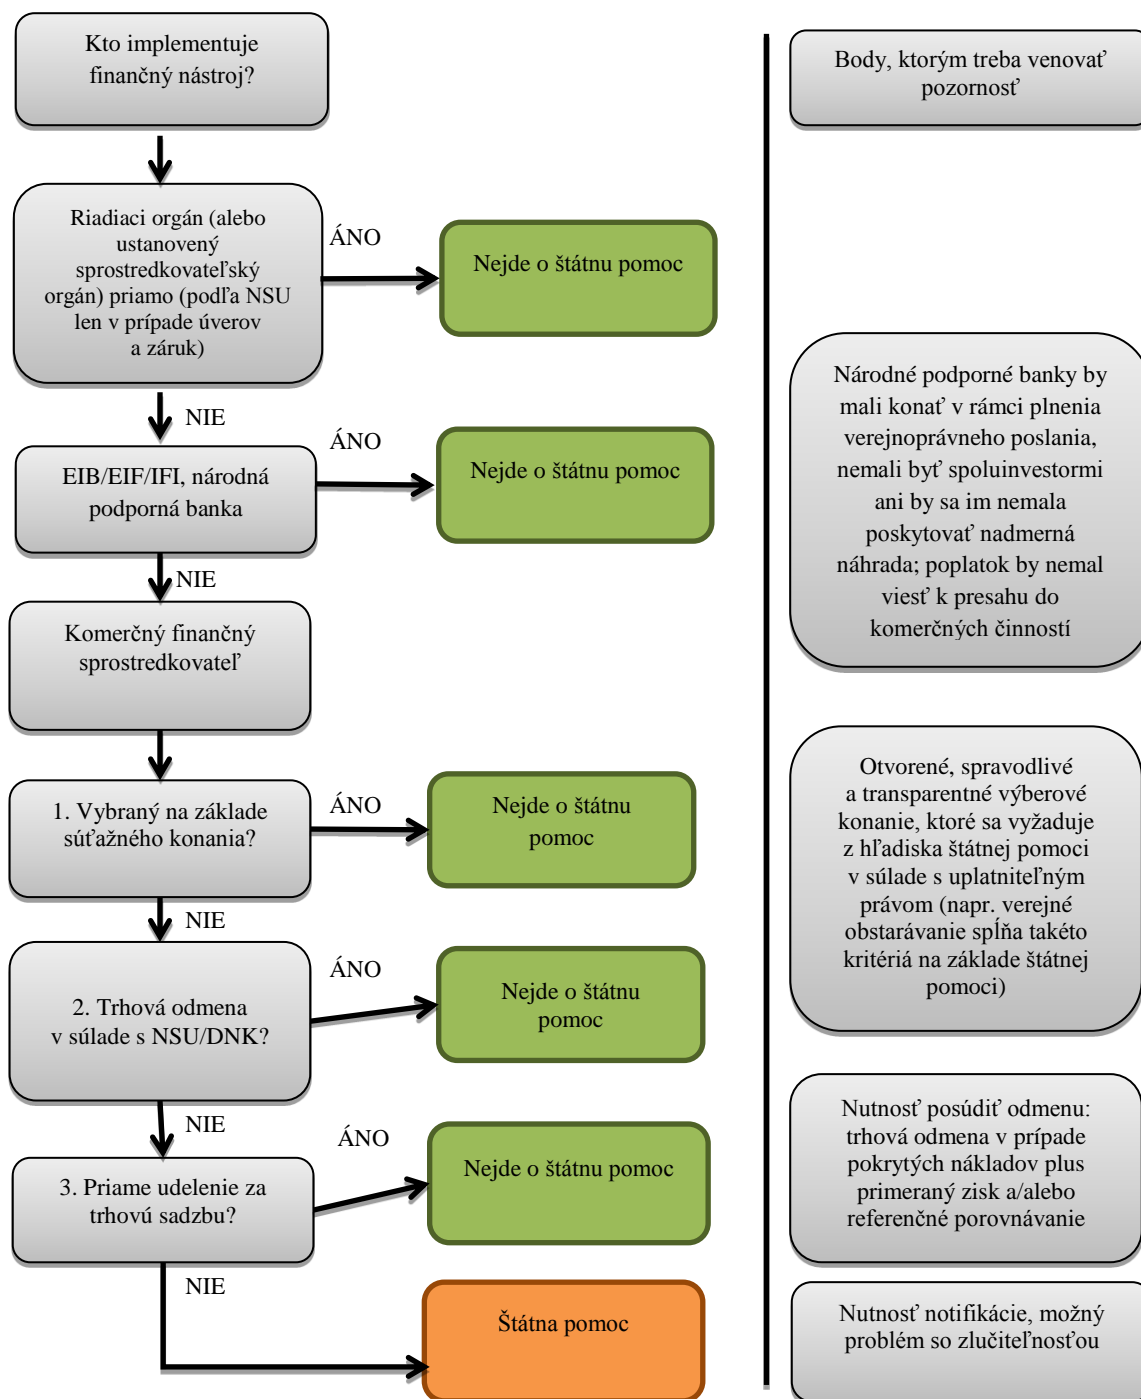 Kto implementuje
finančný nástroj?
Riadiaci orgán (alebo
ustanovený
sprostredkovateľský
orgán) priamo (podľa NSU
len v prípade úverov
a záruk)
ÁNO
Nejde o štátnu pomoc
NIE
EIB/EIF/IFI, národná
podporná banka
ÁNO
Nejde o štátnu pomoc
NIE
Komerčný finančný
sprostredkovateľ
1. Vybraný na základe
súťažného konania?
ÁNO
Nejde o štátnu
pomoc
NIE
2. Trhová odmena
v súlade s NSU/DNK?
ÁNO
Nejde o štátnu
pomoc
NIE
3. Priame udelenie za
trhovú sadzbu?
ÁNO
Nejde o štátnu pomoc
NIE
Štátna pomoc
Body, ktorým treba venovať
pozornosť
Národné podporné banky by
mali konať v rámci plnenia
verejnoprávneho poslania,
nemali byť spoluinvestormi
ani by sa im nemala
poskytovať nadmerná
náhrada; poplatok by nemal
viesť k presahu do
komerčných činností
Otvorené, spravodlivé
a transparentné výberové
konanie, ktoré sa vyžaduje
z hľadiska štátnej pomoci
v súlade s uplatniteľným
právom (napr. verejné
obstarávanie spĺňa takéto
kritériá na základe štátnej
pomoci)
Nutnosť posúdiť odmenu:
trhová odmena v prípade
pokrytých nákladov plus
primeraný zisk a/alebo
referenčné porovnávanie
Nutnosť notifikácie, možný
problém so zlučiteľnosťou